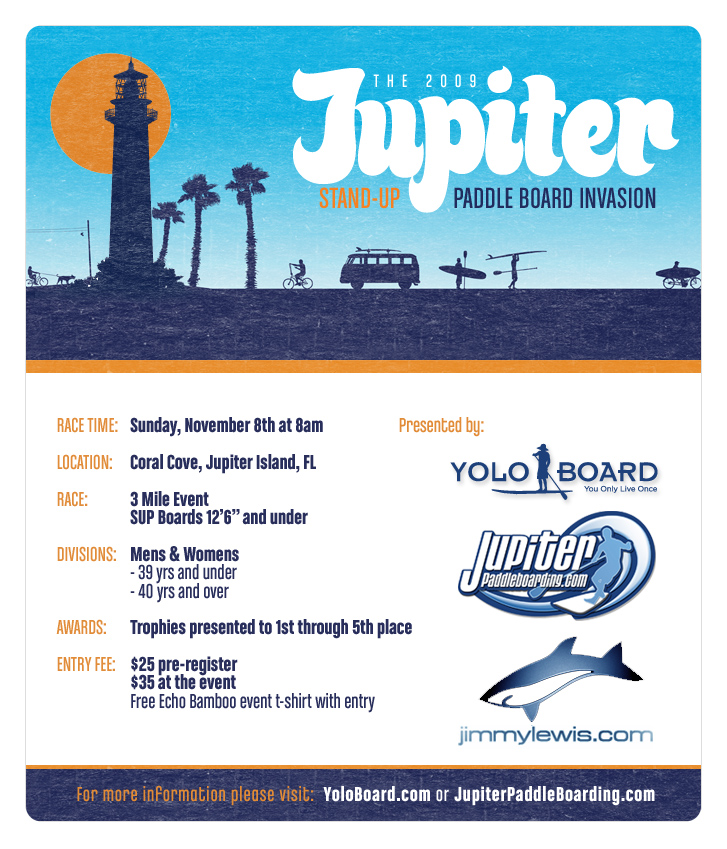 THE 2009
Jupiter
STAND-UP PADDLE BOARD INVASION
RACE TIME: Sunday, November 8th at 8am
LOCATION: Coral Cove, Jupiter Island, FL
RACE: 3 Mile Event
SUP Boards 12'6" and under
DIVISIONS: Mens & Womens
- 39 yrs and under
- 40 yrs and over
AWARDS: Trophies presented to 1st through 5th place
ENTRY FEE: $25 pre-register
$35 at the event
Free Echo Bamboo event t-shirt with entry
Presented by:
YOLO BOARD
You Only Live Once
Jupiter
Paddleboarding.com
jimmylewis.com
For more information please visit: YoloBoard.com or JupiterPaddleBoarding.com